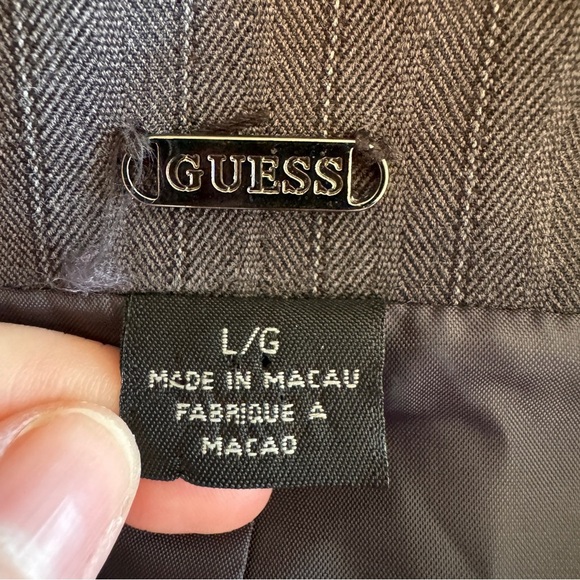 GUESS
L/G
MADE IN MACAU
FABRIQUE A
MACAO